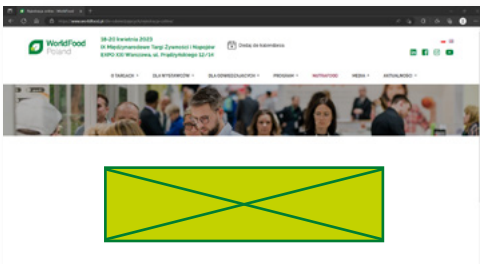 WorldFood
Poland
18-20 kwietnia 2023
IX Międzynarodowe Targi Żywności i Napojów
EXPO XXI Warszawa, ul. Prądzyńskiego 12/14
Dodaj do kalendarza
O TARGACH
DLA WYSTAWCÓW
DLA ODWIEDZAJĄCYCH
PROGRAM
MEDIA
AKTUALNOŚCI